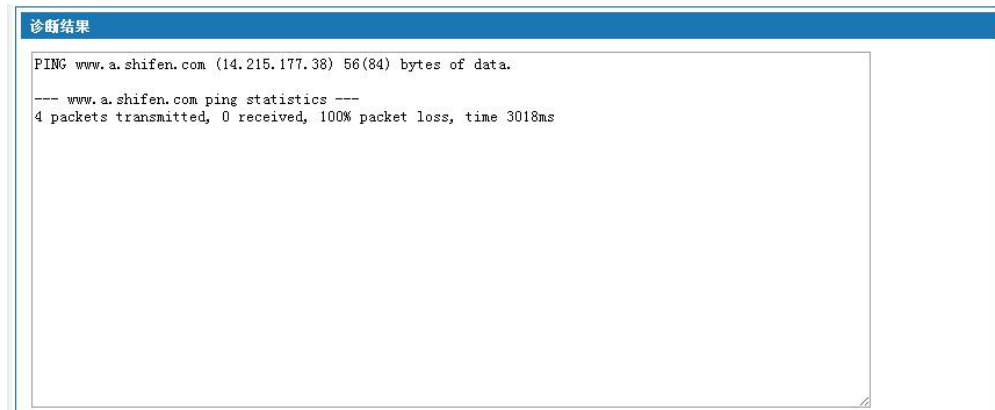 诊断结果
PING www.a.shifen.com (14.215.177.38) 56(84) bytes of data.
--- www.a.shifen.com ping statistics ---
4 packets transmitted, 0 received, 100% packet loss, time 3018ms